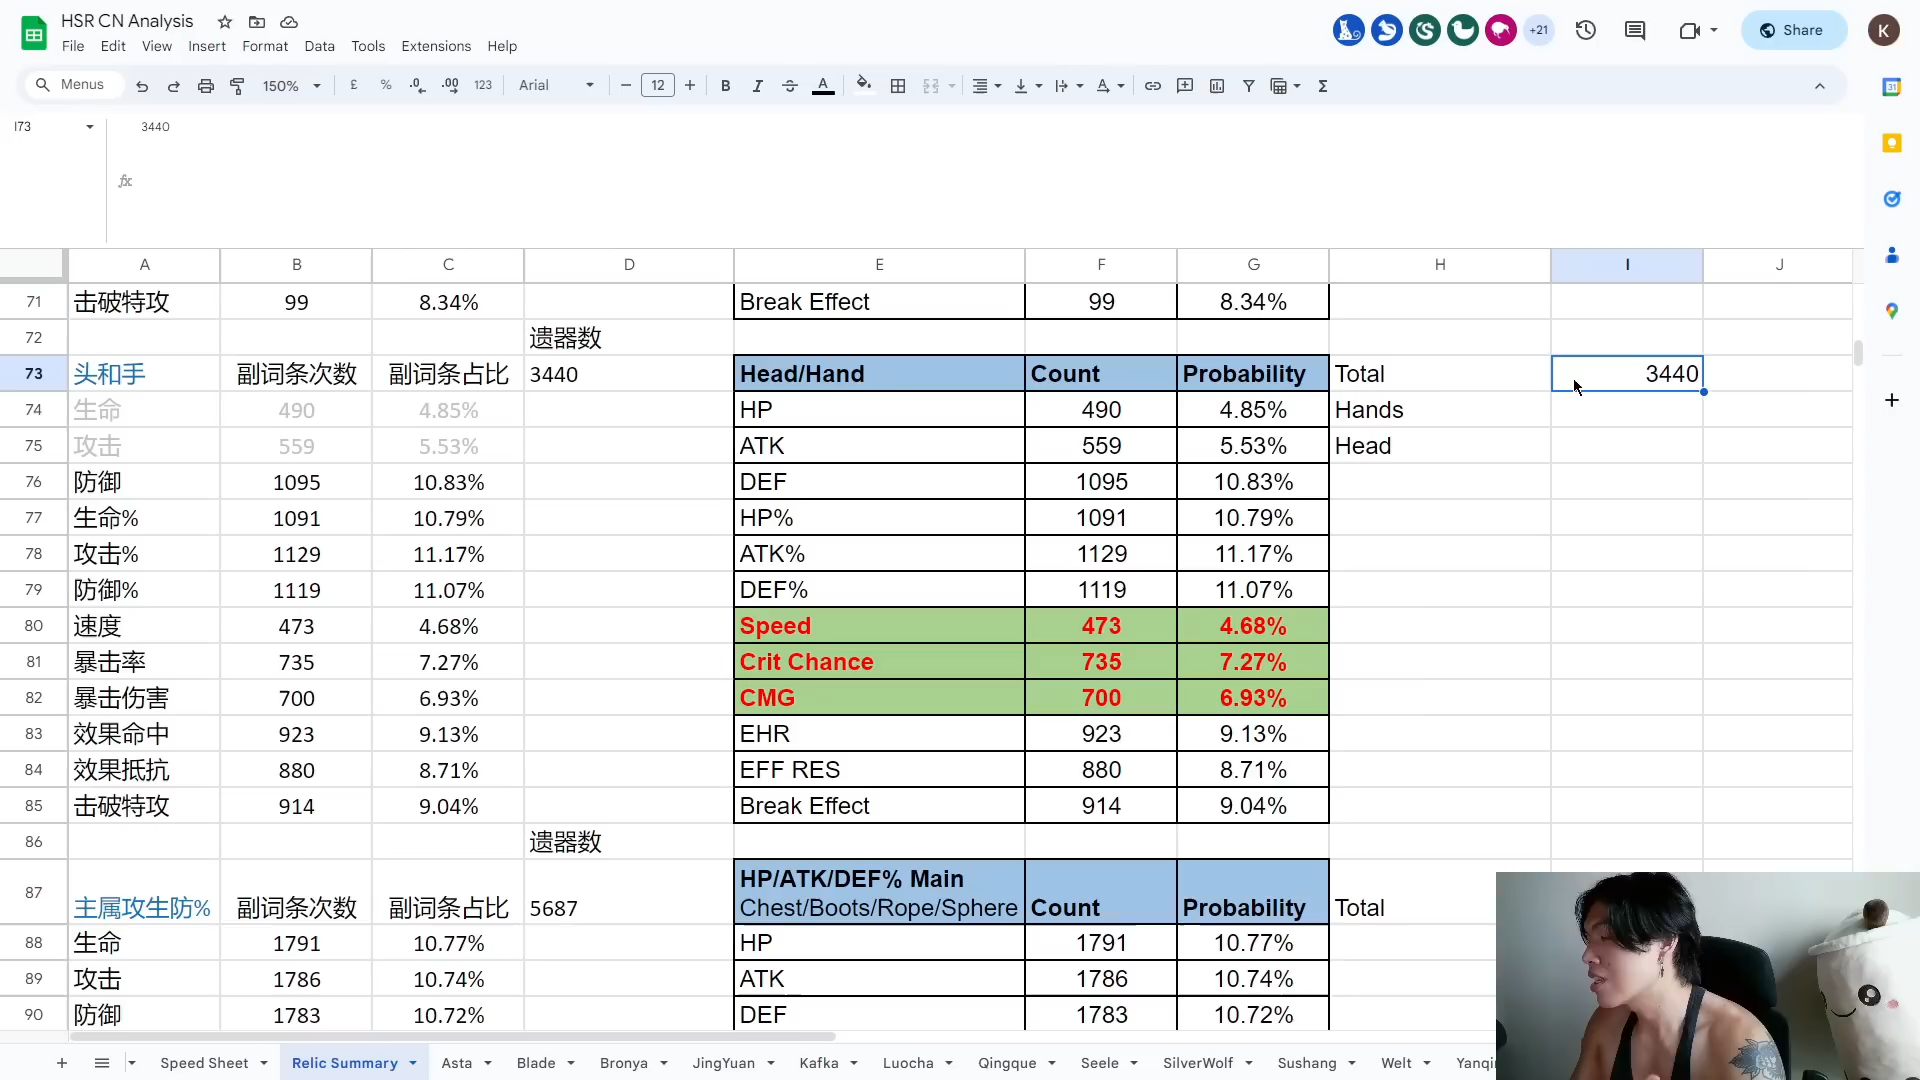 HSR CN Analysis
+21
Share
K
File Edit View Insert Format Data Tools Extensions Help
Menus 150% £ % .0 .00 123 Arial 12 B I A Σ
31
I73 3440
fx
A B C D E F G H I J
71 击破特攻 99 8.34% Break Effect 99 8.34%
72 遗器数
73 头和手 副词条次数 副词条占比 3440 Head/Hand Count Probability Total 3440
74 生命 490 4.85% HP 490 4.85% Hands
75 攻击 559 5.53% ATK 559 5.53% Head
76 防御 1095 10.83% DEF 1095 10.83%
77 生命% 1091 10.79% HP% 1091 10.79%
78 攻击% 1129 11.17% ATK% 1129 11.17%
79 防御% 1119 11.07% DEF% 1119 11.07%
80 速度 473 4.68% Speed 473 4.68%
81 暴击率 735 7.27% Crit Chance 735 7.27%
82 暴击伤害 700 6.93% CMG 700 6.93%
83 效果命中 923 9.13% EHR 923 9.13%
84 效果抵抗 880 8.71% EFF RES 880 8.71%
85 击破特攻 914 9.04% Break Effect 914 9.04%
86 遗器数
HP/ATK/DEF% Main
87 主属攻生防% 副词条次数 副词条占比 5687 Chest/Boots/Rope/Sphere Count Probability Total
88 生命 1791 10.77% HP 1791 10.77%
89 攻击 1786 10.74% ATK 1786 10.74%
90 防御 1783 10.72% DEF 1783 10.72%
Speed Sheet Relic Summary Asta Blade Bronya JingYuan Kafka Luocha Qingque Seele SilverWolf Sushang Welt Yanqi